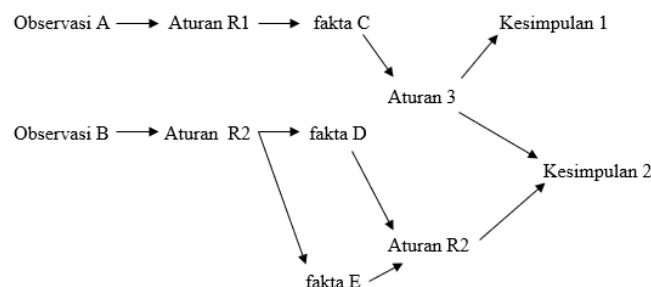 Observasi A Aturan R1 fakta C Kesimpulan 1
Aturan 3
Observasi B Aturan R2 fakta D
Kesimpulan 2
Aturan R2
fakta E